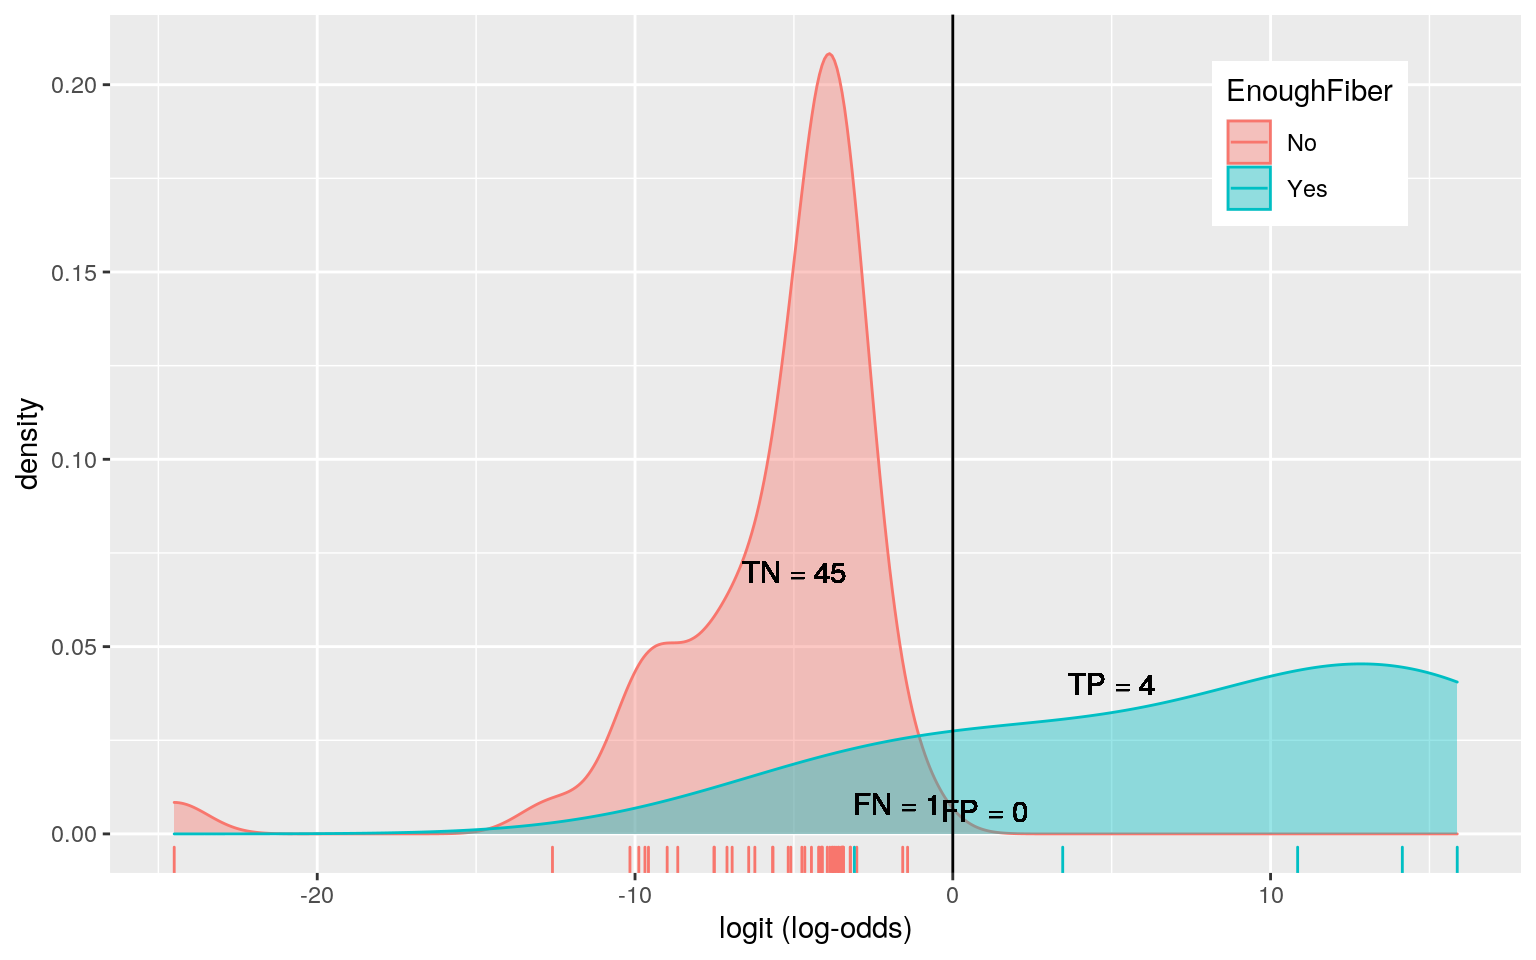 EnoughFiber
No
Yes
0.20
0.15
0.10
0.05
0.00
density
TN = 45
TP = 4
FN = 1
FP = 0
-20
-10
0
10
logit (log-odds)